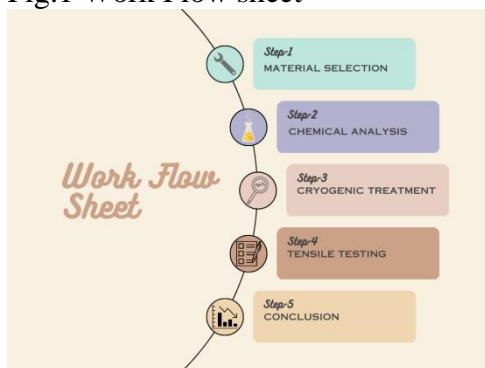 Fig.1 Work Flow sheet
Step-1
MATERIAL SELECTION
Step-2
CHEMICAL ANALYSIS
Work Flow
Sheet
Step-3
CRYOGENIC TREATMENT
Step-4
TENSILE TESTING
Step-5
CONCLUSION